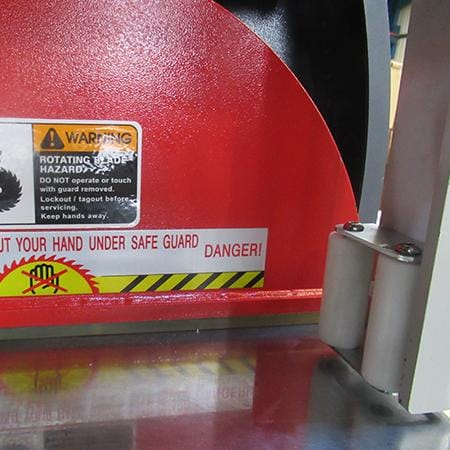 WARNING
ROTATING BLADE
HAZARD.
DO NOT operate or touch
with guard removed.
Lockout / tagout before
servicing.
Keep hands away.
UT YOUR HAND UNDER SAFE GUARD DANGER!